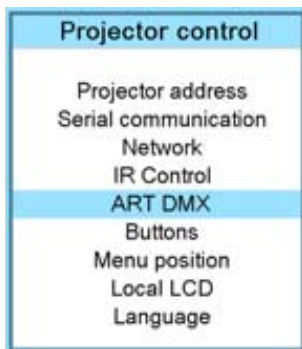 Projector control
Projector address
Serial communication
Network
IR Control
ART DMX
Buttons
Menu position
Local LCD
Language